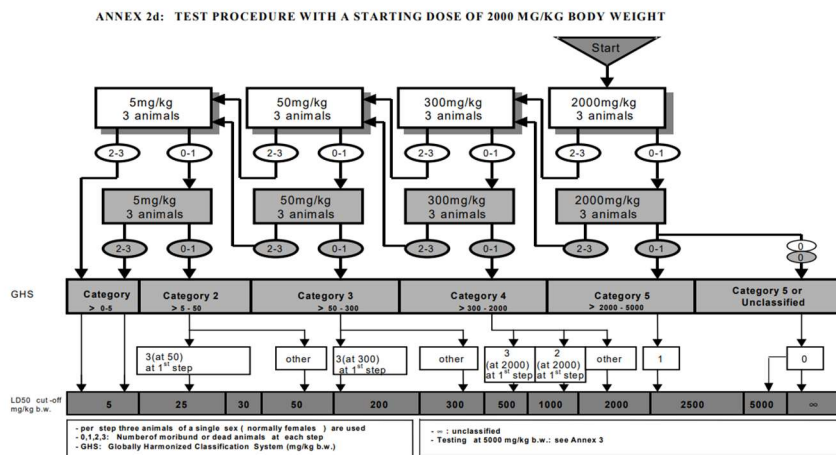 ANNEX 2d: TEST PROCEDURE WITH A STARTING DOSE OF 2000 MG/KG BODY WEIGHT
Start
5mg/kg
3 animals
50mg/kg
3 animals
300mg/kg
3 animals
2000mg/kg
3 animals
2-3
0-1
2-3
0-1
2-3
0-1
2-3
0-1
5mg/kg
3 animals
50mg/kg
3 animals
300mg/kg
3 animals
2000mg/kg
3 animals
2-3
0-1
2-3
0-1
2-3
0-1
2-3
0-1
0
0
GHS
Category
> 0-5
Category 2
> 5 - 50
Category 3
> 50 - 300
Category 4
> 300 - 2000
Category 5
> 2000 - 5000
Category 5 or
Unclassified
3(at 50)
at 1st step
other
3(at 300)
at 1st step
other
3
(at 2000)
at 1st step
2
(at 2000)
at 1st step
other
1
0
LD50 cut-off
mg/kg b.w.
5
25
30
50
200
300
500
1000
2000
2500
5000
∞
- per step three animals of a single sex ( normally females ) are used
- 0,1,2,3: Numberof moribund or dead animals at each step
- GHS: Globally Harmonized Classification System (mg/kg b.w.)
- ∞ : unclassified
- Testing at 5000 mg/kg b.w.: see Annex 3